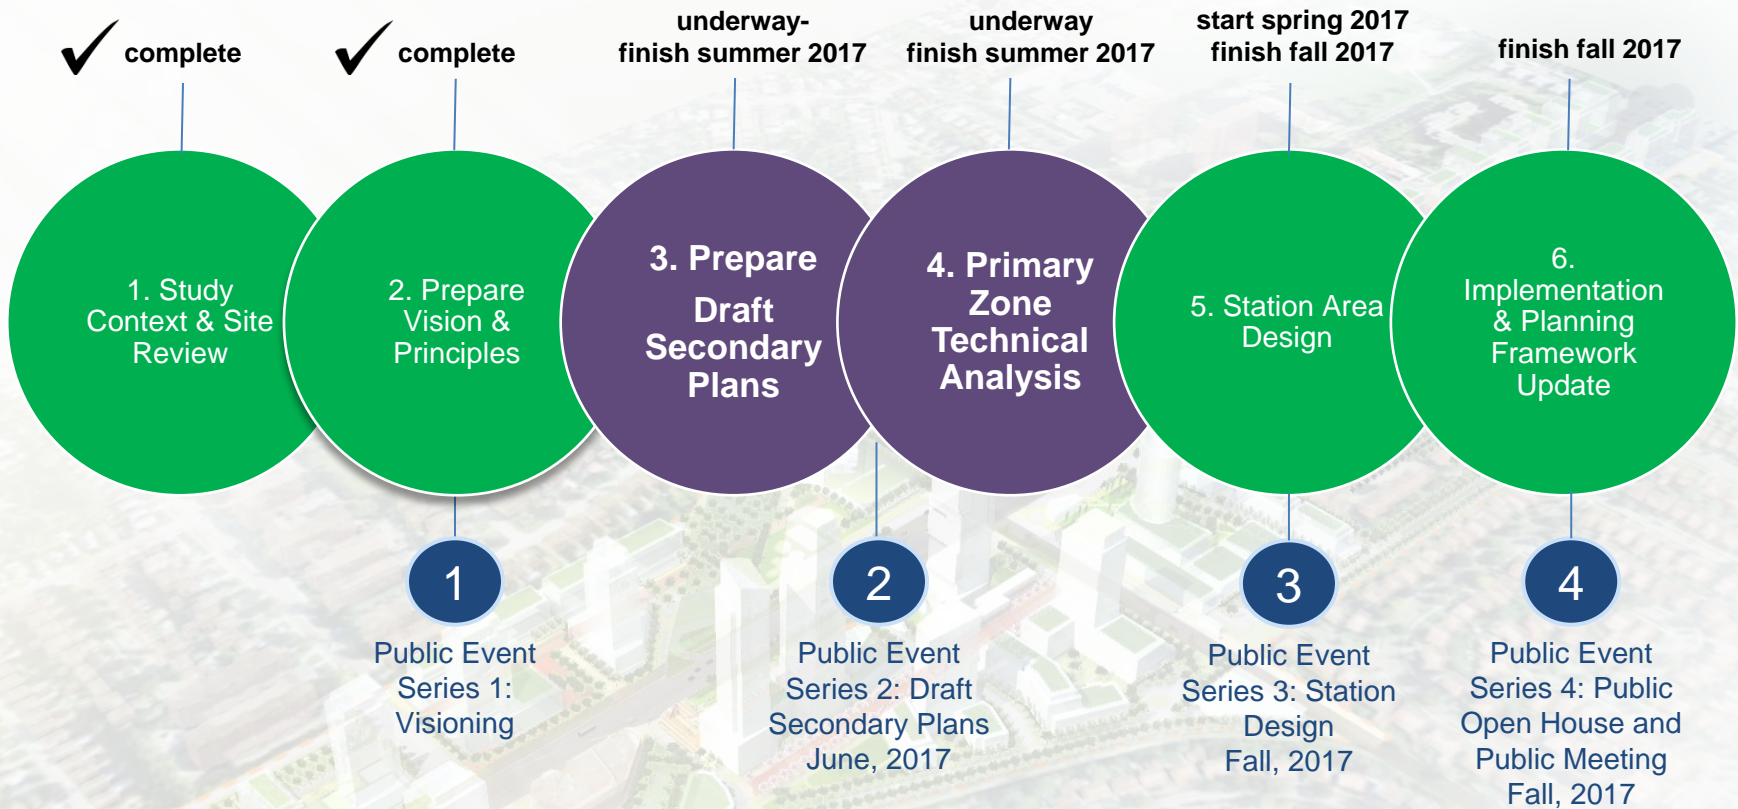 complete
complete
underway-
finish summer 2017
underway
finish summer 2017
start spring 2017
finish fall 2017
finish fall 2017
1. Study
Context & Site
Review
2. Prepare
Vision &
Principles
3. Prepare
Draft
Secondary
Plans
4. Primary
Zone
Technical
Analysis
5. Station Area
Design
6.
Implementation
& Planning
Framework
Update
1
Public Event
Series 1:
Visioning
2
Public Event
Series 2: Draft
Secondary Plans
June, 2017
3
Public Event
Series 3: Station
Design
Fall, 2017
4
Public Event
Series 4: Public
Open House and
Public Meeting
Fall, 2017